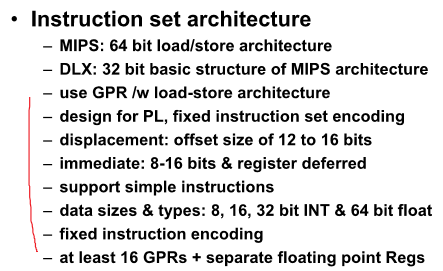 • Instruction set architecture
– MIPS: 64 bit load/store architecture
– DLX: 32 bit basic structure of MIPS architecture
– use GPR /w load-store architecture
– design for PL, fixed instruction set encoding
– displacement: offset size of 12 to 16 bits
– immediate: 8-16 bits & register deferred
– support simple instructions
– data sizes & types: 8, 16, 32 bit INT & 64 bit float
– fixed instruction encoding
– at least 16 GPRs + separate floating point Regs